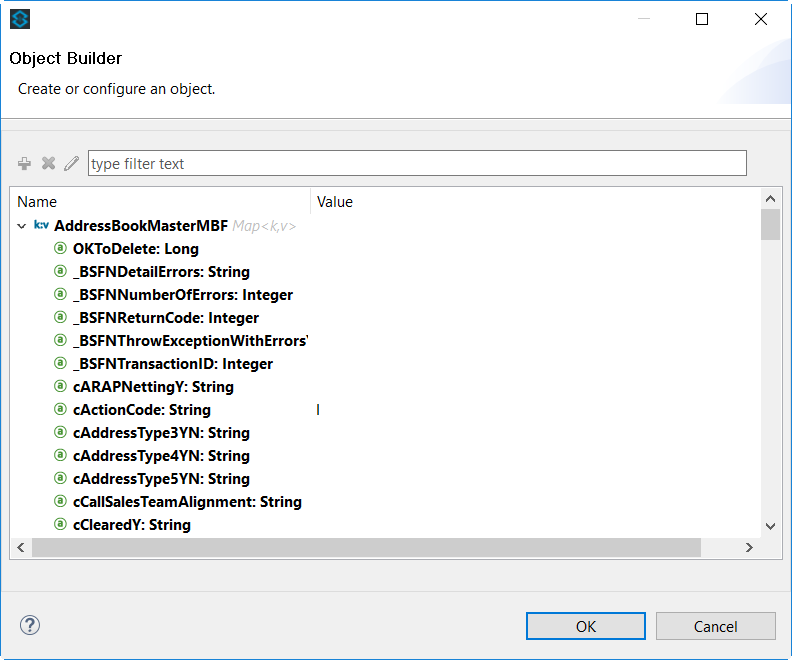 Object Builder
Create or configure an object.
type filter text
Name Value
k:v AddressBookMasterMBF Map<k,v>
a OKToDelete: Long
a _BSFNDetailErrors: String
a _BSFNNumberOfErrors: Integer
a _BSFNReturnCode: Integer
a _BSFNThrowExceptionWithErrors
a _BSFNTransactionID: Integer
a cARAPNettingY: String
a cActionCode: String I
a cAddressType3YN: String
a cAddressType4YN: String
a cAddressType5YN: String
a cCallSalesTeamAlignment: String
a cClearedY: String
? OK Cancel